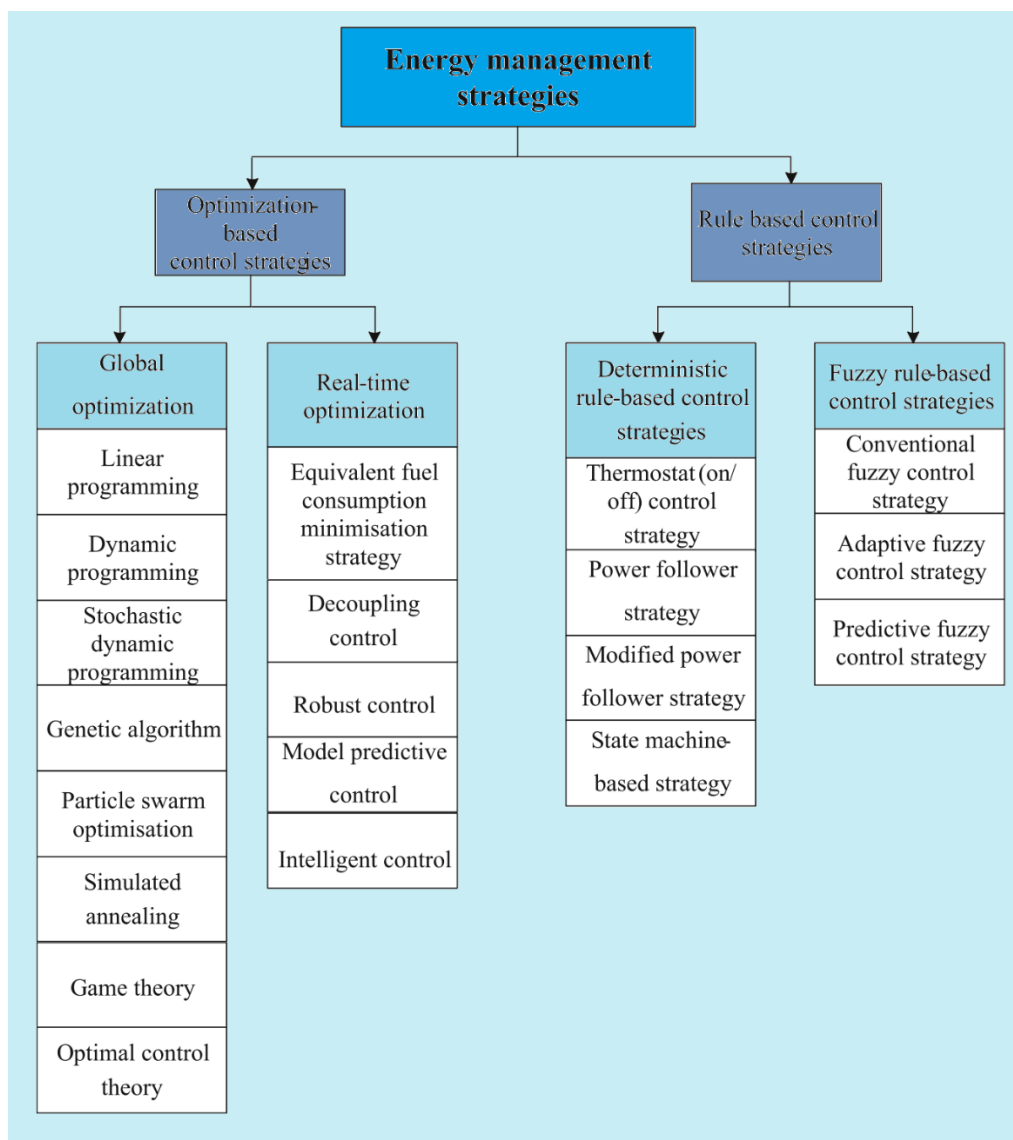 Energy management
strategies
Optimization-
based
control strategies
Rule based control
strategies
Global
optimization
Linear
programming
Dynamic
programming
Stochastic
dynamic
programming
Genetic algorithm
Particle swarm
optimisation
Simulated
annealing
Game theory
Optimal control
theory
Real-time
optimization
Equivalent fuel
consumption
minimisation
strategy
Decoupling
control
Robust control
Model predictive
control
Intelligent control
Deterministic
rule-based control
strategies
Thermostat (on/
off) control
strategy
Power follower
strategy
Modified power
follower strategy
State machine-
based strategy
Fuzzy rule-based
control strategies
Conventional
fuzzy control
strategy
Adaptive fuzzy
control strategy
Predictive fuzzy
control strategy